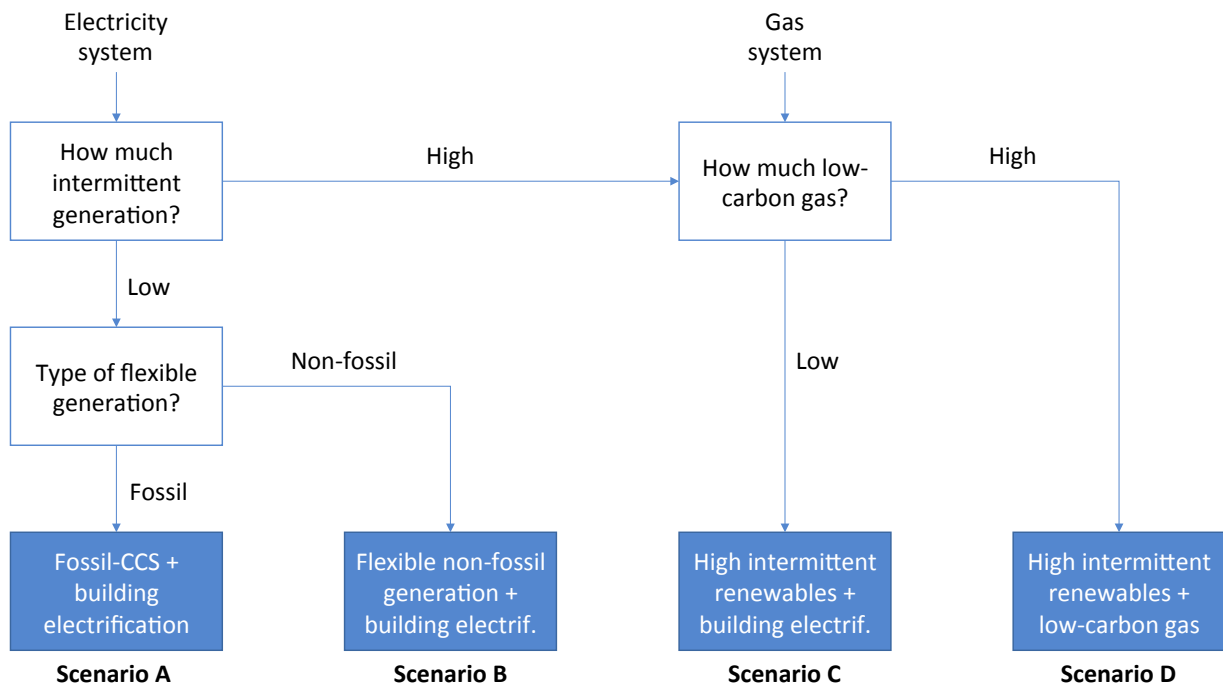 Electricity
system
Gas
system
How much
intermittent
generation?
High
How much low-
carbon gas?
High
Low
Type of flexible
generation?
Non-fossil
Low
Fossil
Fossil-CCS +
building
electrification
Flexible non-fossil
generation +
building electrif.
High intermittent
renewables +
building electrif.
High intermittent
renewables +
low-carbon gas
Scenario A
Scenario B
Scenario C
Scenario D